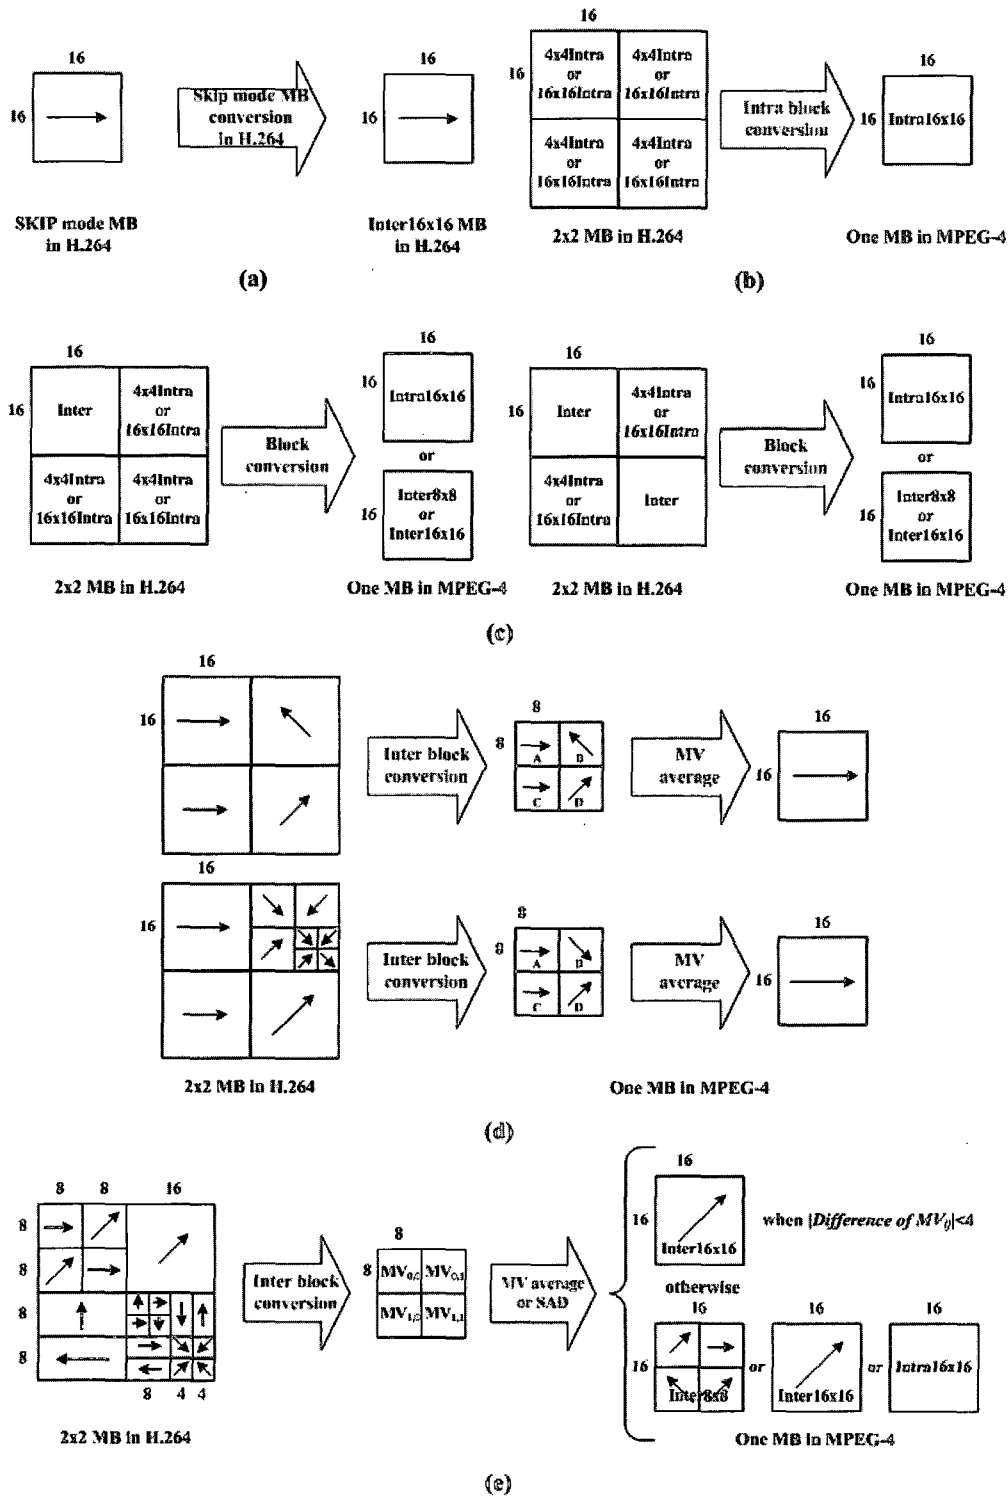 16
16
Skip mode MB
conversion
in H.264
16
16
SKIP mode MB
in H.264
Inter16x16 MB
in H.264
(a)
16
16
4x4Intra
or
16x16Intra
4x4Intra
or
16x16Intra
4x4Intra
or
16x16Intra
4x4Intra
or
16x16Intra
Intra block
conversion
16
16
Intra16x16
2x2 MB in H.264
One MB in MPEG-4
(b)
16
16
Inter
4x4Intra
or
16x16Intra
4x4Intra
or
16x16Intra
4x4Intra
or
16x16Intra
Block
conversion
16
16
Intra16x16
or
16
Inter8x8
or
Inter16x16
2x2 MB in H.264
One MB in MPEG-4
16
16
Inter
4x4Intra
or
16x16Intra
4x4Intra
or
16x16Intra
Inter
Block
conversion
16
16
Intra16x16
or
16
Inter8x8
or
Inter16x16
2x2 MB in H.264
One MB in MPEG-4
(c)
16
16
Inter block
conversion
8
8
A
B
C
D
MV
average
16
16
16
16
Inter block
conversion
8
8
A
B
C
D
MV
average
16
16
2x2 MB in H.264
One MB in MPEG-4
(d)
8 8 16
8
8
8
8
8 4 4
2x2 MB in H.264
Inter block
conversion
8
8
MV0,0 MV0,1
MV1,0 MV1,1
MV average
or SAD
16
16
Inter16x16
when |Difference of MVij|<4
otherwise
16
16
Inter8x8
or
16
Inter16x16
or
16
Intra16x16
One MB in MPEG-4
(e)